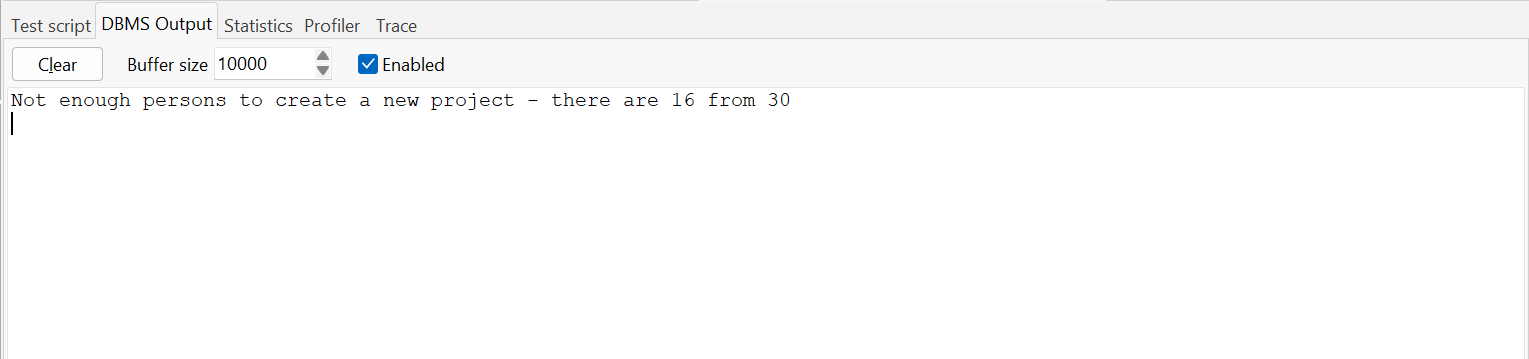 Test script DBMS Output Statistics Profiler Trace
Clear Buffer size 10000 Enabled
Not enough persons to create a new project - there are 16 from 30